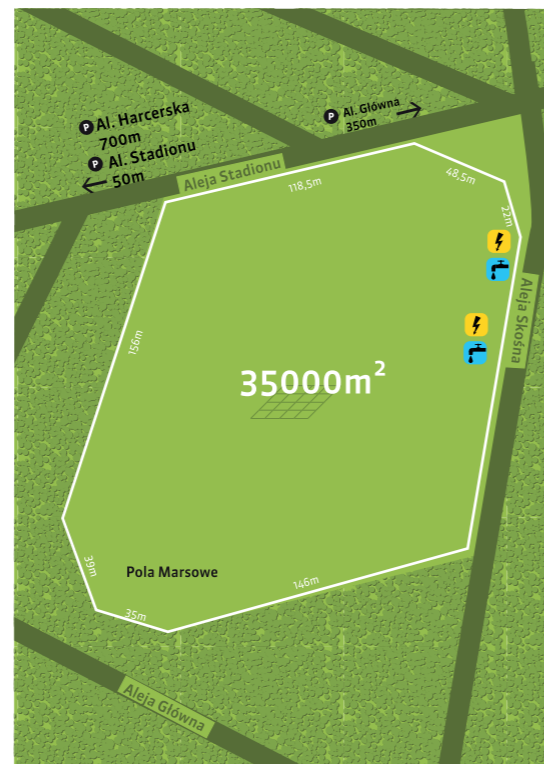 P Al. Harcerska
700m
P Al. Stadionu
50m
P Al. Główna
350m
Aleja Stadionu
118,5m
48,5m
22m
Aleja Skośna
156m
35000m²
39m
Pola Marsowe
35m
146m
Aleja Główna